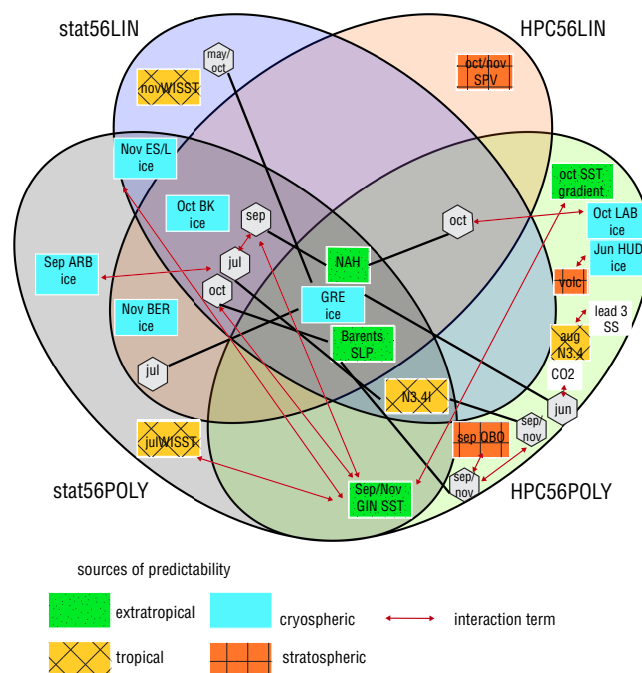 stat56LIN
HPC56LIN
may/
oct
novWISST
oct/nov
SPV
Nov ES/L
ice
oct SST
gradient
Oct BK
ice
sep
oct
Oct LAB
ice
Sep ARB
ice
jul
NAH
Jun HUD
ice
volc
oct
GRE
ice
Nov BER
ice
lead 3
SS
Barents
SLP
aug
N3.4
jul
CO2
N3.4I
jun
julWISST
sep QBO
sep/
nov
stat56POLY
sep/
nov
HPC56POLY
Sep/Nov
GIN SST
sources of predictability
extratropical
cryospheric
interaction term
tropical
stratospheric